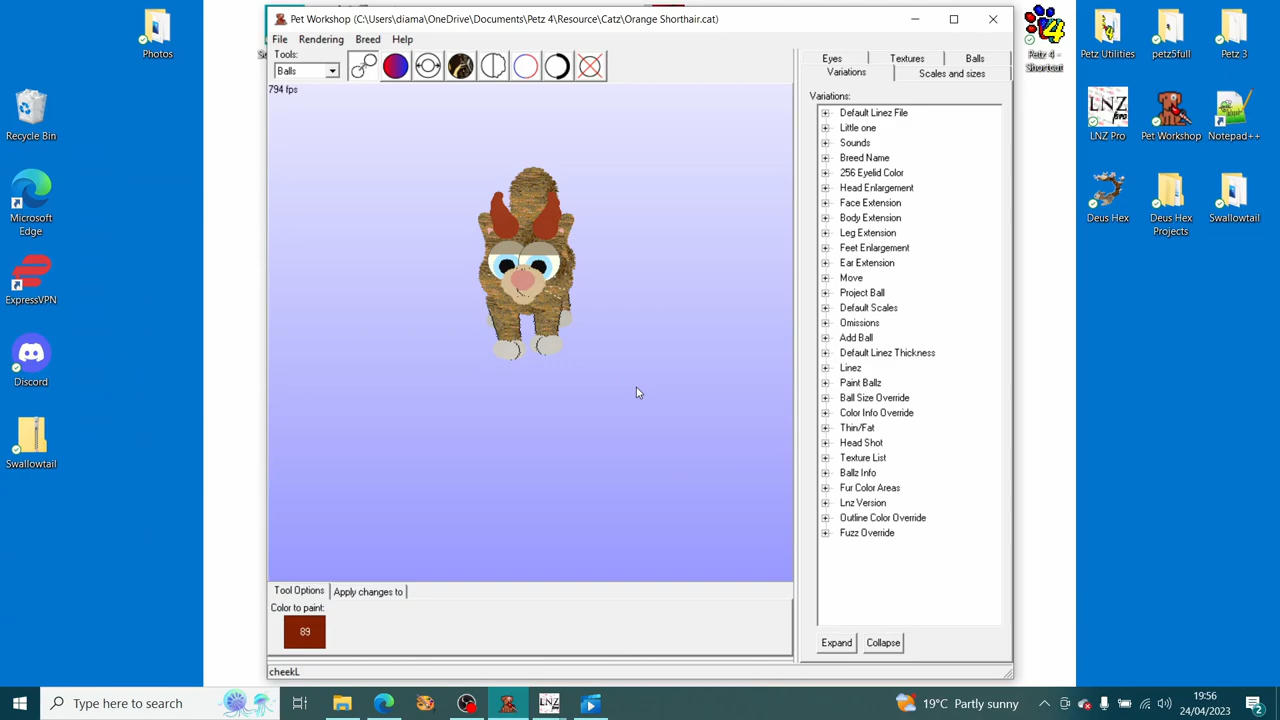 Pet Workshop (C:\Users\diama\OneDrive\Documents\Petz 4\Resource\Catz\Orange Shorthair.cat)
File Rendering Breed Help
Tools:
Balls
794 fps
Tool Options
Apply changes to
Color to paint:
89
cheekL
Eyes Textures Balls
Variations Scales and sizes
Variations:
Default Linez File
Little one
Sounds
Breed Name
256 Eyelid Color
Head Enlargement
Face Extension
Body Extension
Leg Extension
Feet Enlargement
Ear Extension
Move
Project Ball
Default Scales
Omissions
Add Ball
Default Linez Thickness
Linez
Paint Ballz
Ball Size Override
Color Info Override
Thin/Fat
Head Shot
Texture List
Ballz Info
Fur Color Areas
Lnz Version
Outline Color Override
Fuzz Override
Expand Collapse
Photos
Recycle Bin
Microsoft
Edge
ExpressVPN
Discord
Swallowtail
4
Petz 4 -
Shortcut
Petz Utilities
petz5full
Petz 3
LNZ
PRO
LNZ Pro
Pet Workshop
Notepad++
Deus Hex
Deus Hex
Projects
Swallowtail
Type here to search
LNZ
19°C Partly sunny
19:56
24/04/2023
2